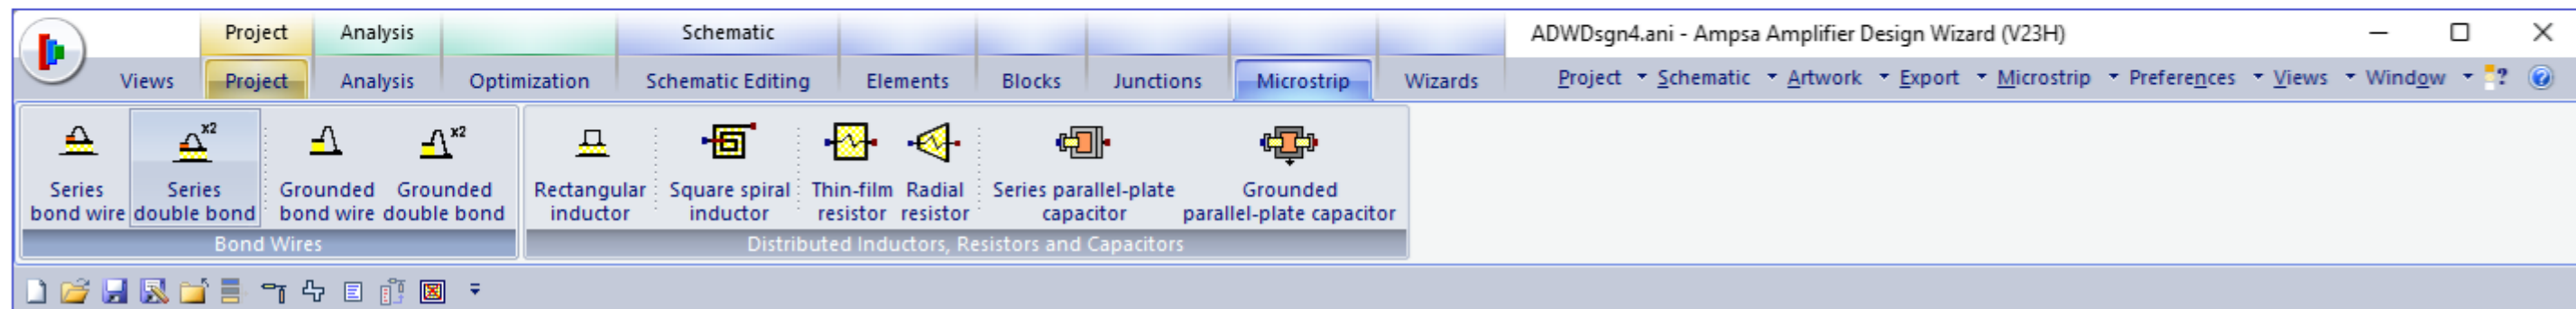 Project Analysis Schematic ADWDsgn4.ani - Ampsa Amplifier Design Wizard (V23H)
Views Project Analysis Optimization Schematic Editing Elements Blocks Junctions Microstrip Wizards Project Schematic Artwork Export Microstrip Preferences Views Window ? ?
x2 x2
Series Series Grounded Grounded Rectangular Square spiral Thin-film Radial Series parallel-plate Grounded
bond wire double bond bond wire double bond inductor inductor resistor resistor capacitor parallel-plate capacitor
Bond Wires Distributed Inductors, Resistors and Capacitors